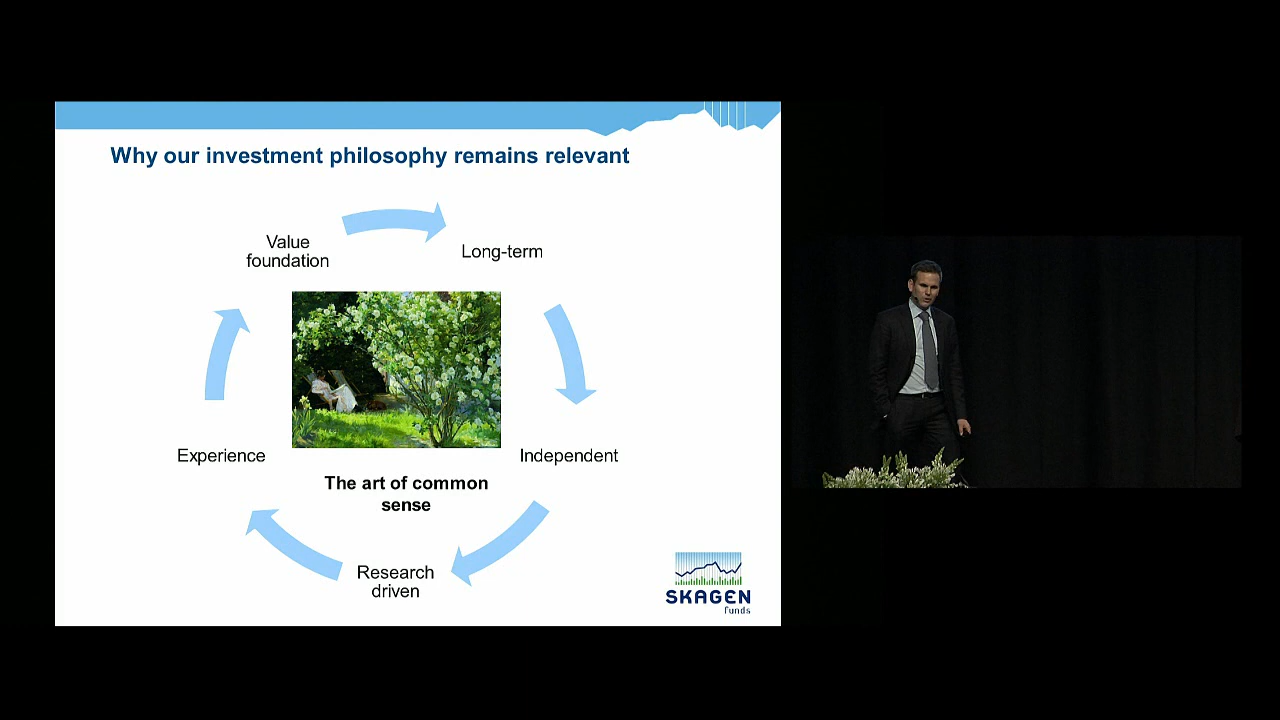 Why our investment philosophy remains relevant
Value
foundation
Long-term
Experience
Independent
The art of common
sense
Research
driven
SKAGEN
funds